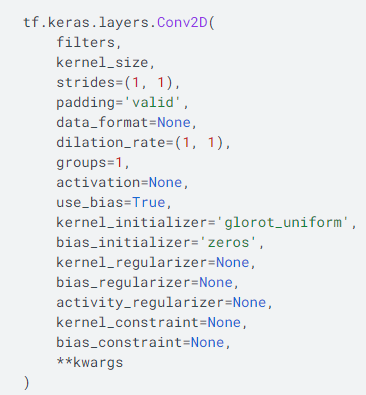 tf.keras.layers.Conv2D(
    filters,
    kernel_size,
    strides=(1, 1),
    padding='valid',
    data_format=None,
    dilation_rate=(1, 1),
    groups=1,
    activation=None,
    use_bias=True,
    kernel_initializer='glorot_uniform',
    bias_initializer='zeros',
    kernel_regularizer=None,
    bias_regularizer=None,
    activity_regularizer=None,
    kernel_constraint=None,
    bias_constraint=None,
    **kwargs
)